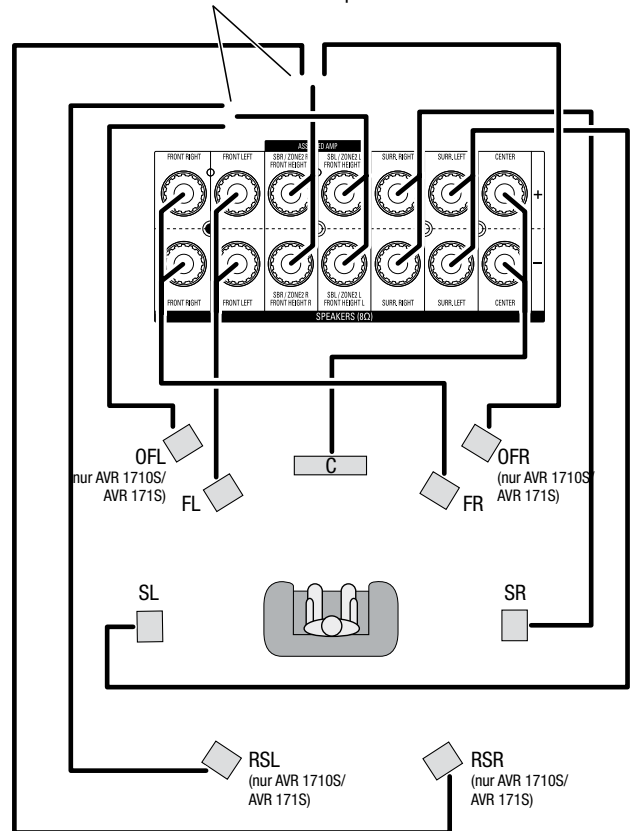 ASSIGNED AMP
FRONT RIGHT
FRONT LEFT
SBR / ZONE2 R
FRONT HEIGHT
SBL / ZONE2 L
FRONT HEIGHT
SURR. RIGHT
SURR. LEFT
CENTER
+
–
FRONT RIGHT
FRONT LEFT
SBR / ZONE2 R
FRONT HEIGHT R
SBL / ZONE2 L
FRONT HEIGHT L
SURR. RIGHT
SURR. LEFT
CENTER
SPEAKERS (8Ω)
OFL
(nur AVR 1710S/
AVR 171S)
OFR
(nur AVR 1710S/
AVR 171S)
C
FL
FR
SL
SR
RSL
(nur AVR 1710S/
AVR 171S)
RSR
(nur AVR 1710S/
AVR 171S)